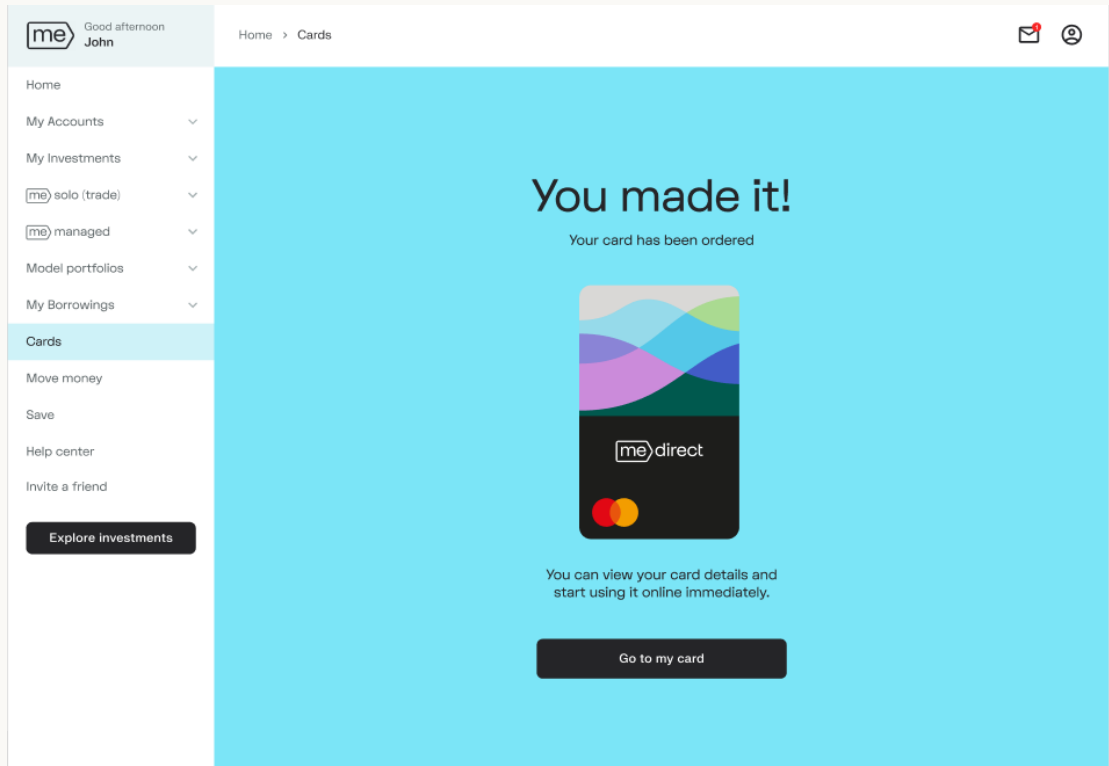 me
Good afternoon
John
Home > Cards
1
Home
My Accounts
My Investments
me solo (trade)
me managed
Model portfolios
My Borrowings
Cards
Move money
Save
Help center
Invite a friend
Explore investments
You made it!
Your card has been ordered
me direct
You can view your card details and
start using it online immediately.
Go to my card